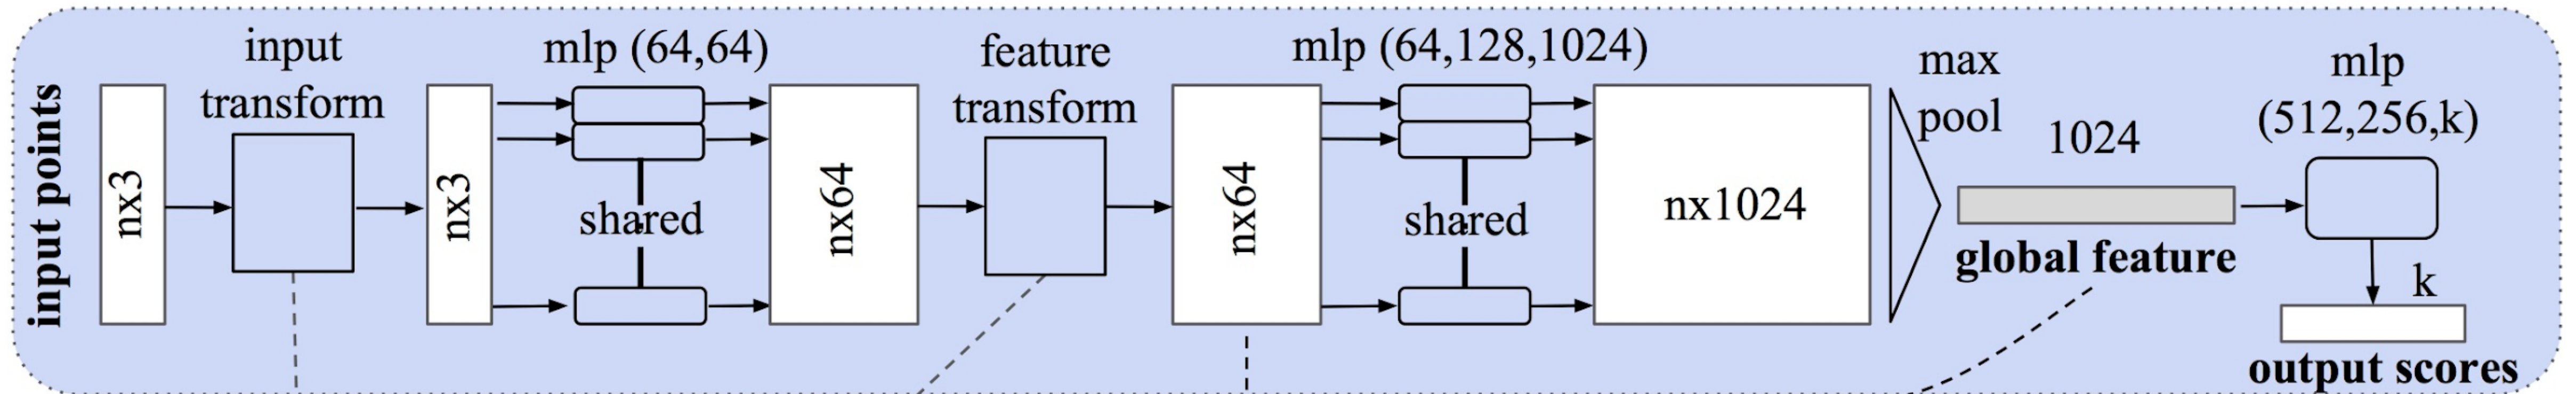 input points
nx3
input
transform
nx3
mlp (64,64)
shared
nx64
feature
transform
nx64
mlp (64,128,1024)
shared
nx1024
max
pool
1024
global feature
mlp
(512,256,k)
k
output scores